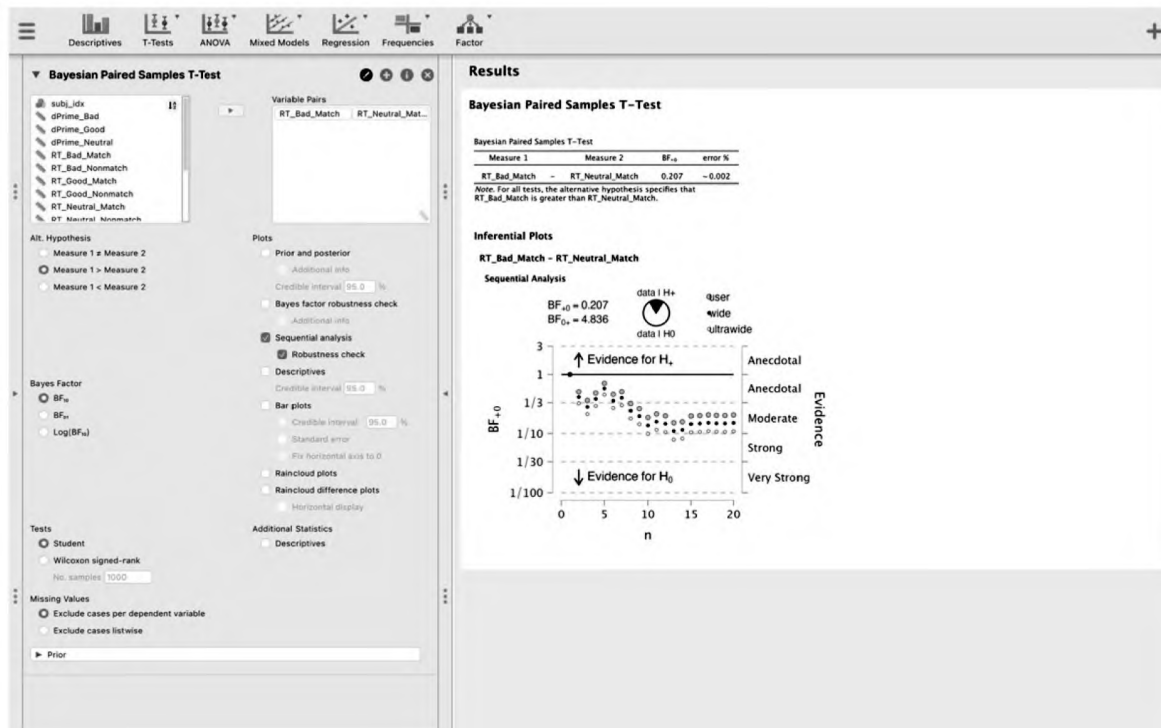 Descriptives T-Tests ANOVA Mixed Models Regression Frequencies Factor
Bayesian Paired Samples T-Test
subj_idx
dPrime_Bad
dPrime_Good
dPrime_Neutral
RT_Bad_Match
RT_Bad_Nonmatch
RT_Good_Match
RT_Good_Nonmatch
RT_Neutral_Match
RT_Neutral_Nonmatch
Variable Pairs
RT_Bad_Match RT_Neutral_Mat...
Alt. Hypothesis
Measure 1 ≠ Measure 2
Measure 1 > Measure 2
Measure 1 < Measure 2
Bayes Factor
BF₁₀
BF₀₁
Log(BF₁₀)
Tests
Student
Wilcoxon signed-rank
No. samples 1000
Missing Values
Exclude cases per dependent variable
Exclude cases listwise
Prior
Plots
Prior and posterior
Additional info
Credible interval 95.0 %
Bayes factor robustness check
Additional info
Sequential analysis
Robustness check
Descriptives
Credible interval 95.0 %
Bar plots
Credible interval 95.0 %
Standard error
Fix horizontal axis to 0
Raincloud plots
Raincloud difference plots
Horizontal display
Additional Statistics
Descriptives
Results
Bayesian Paired Samples T-Test
Bayesian Paired Samples T-Test
Measure 1 Measure 2 BF₊₀ error %
RT_Bad_Match - RT_Neutral_Match 0.207 ~0.002
Note. For all tests, the alternative hypothesis specifies that
RT_Bad_Match is greater than RT_Neutral_Match.
Inferential Plots
RT_Bad_Match - RT_Neutral_Match
Sequential Analysis
BF₊₀ = 0.207
BF₀₊ = 4.836
data | H+
data | H0
user
wide
ultrawide
Evidence for H₊
Evidence for H₀
3
1
1/3
1/10
1/30
1/100
BF₊₀
Anecdotal
Anecdotal
Moderate
Strong
Very Strong
Evidence
0 5 10 15 20
n